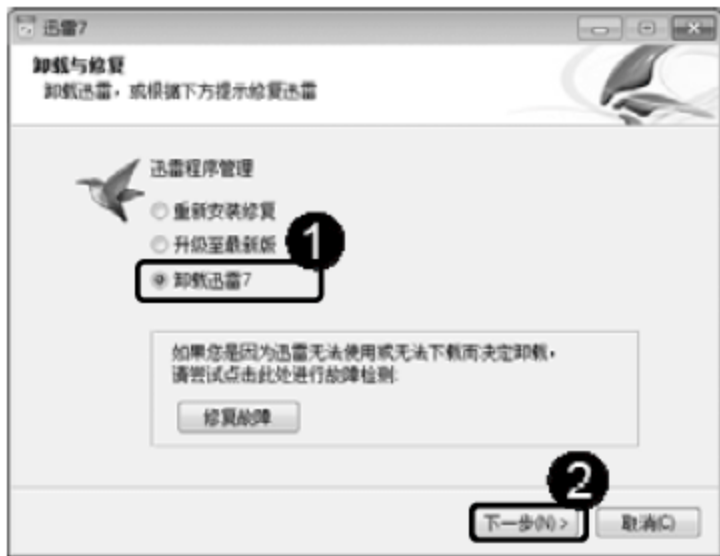 迅雷7
卸载与修复
卸载迅雷，或根据下方提示修复迅雷
迅雷程序管理
重新安装修复
升级至最新版
1
卸载迅雷7
如果您是因为迅雷无法使用或无法下载而决定卸载，
请尝试点击此处进行故障检测:
修复故障
2
下一步(N) >
取消(C)